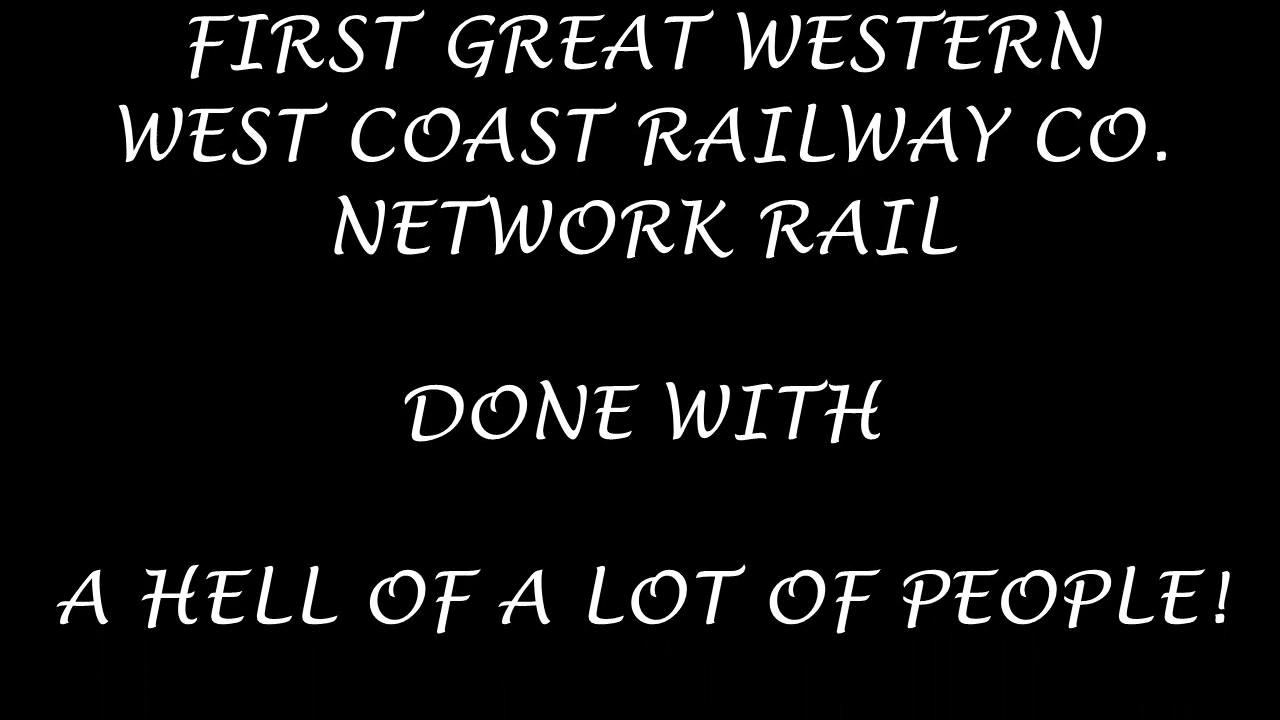 FIRST GREAT WESTERN
WEST COAST RAILWAY CO.
NETWORK RAIL
DONE WITH
A HELL OF A LOT OF PEOPLE!